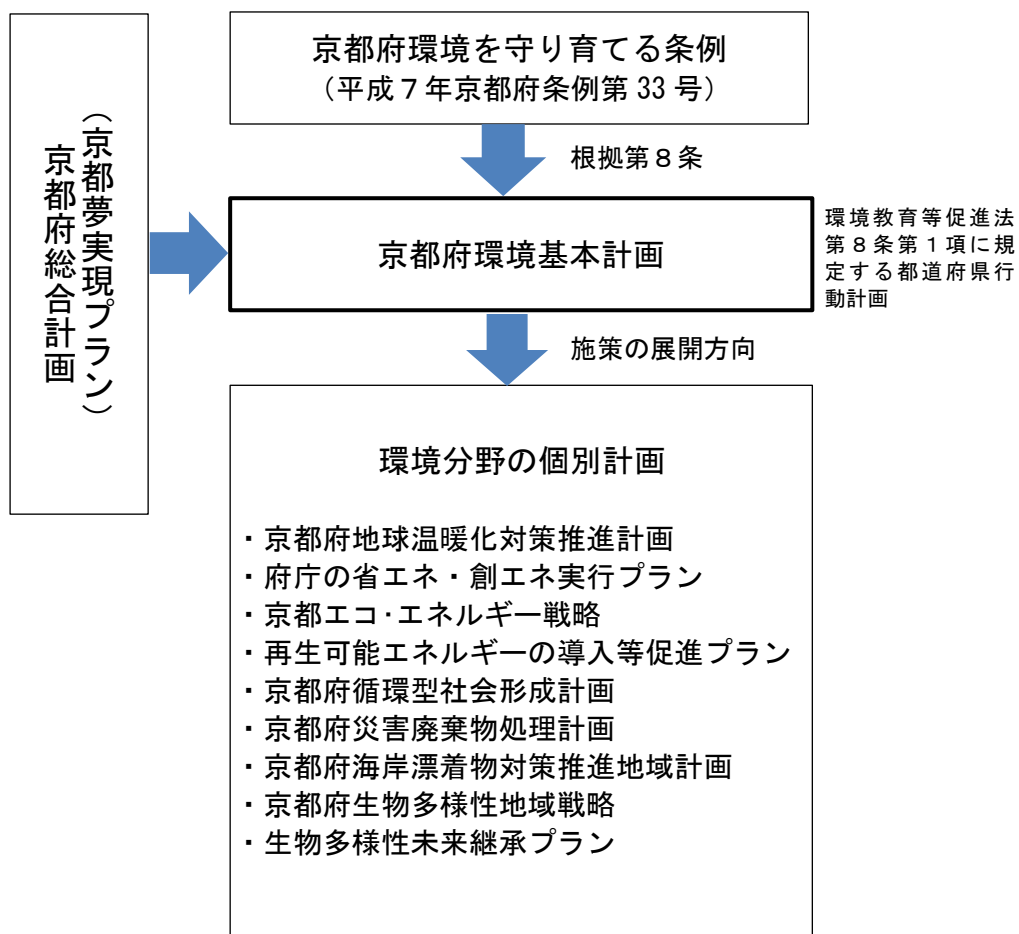 京都府環境を守り育てる条例
（平成７年京都府条例第 33 号）
根拠第８条
京都府総合計画
（京都夢実現プラン）
京都府環境基本計画
環境教育等促進法
第８条第１項に規
定する都道府県行
動計画
施策の展開方向
環境分野の個別計画
・京都府地球温暖化対策推進計画
・府庁の省エネ・創エネ実行プラン
・京都エコ･エネルギー戦略
・再生可能エネルギーの導入等促進プラン
・京都府循環型社会形成計画
・京都府災害廃棄物処理計画
・京都府海岸漂着物対策推進地域計画
・京都府生物多様性地域戦略
・生物多様性未来継承プラン